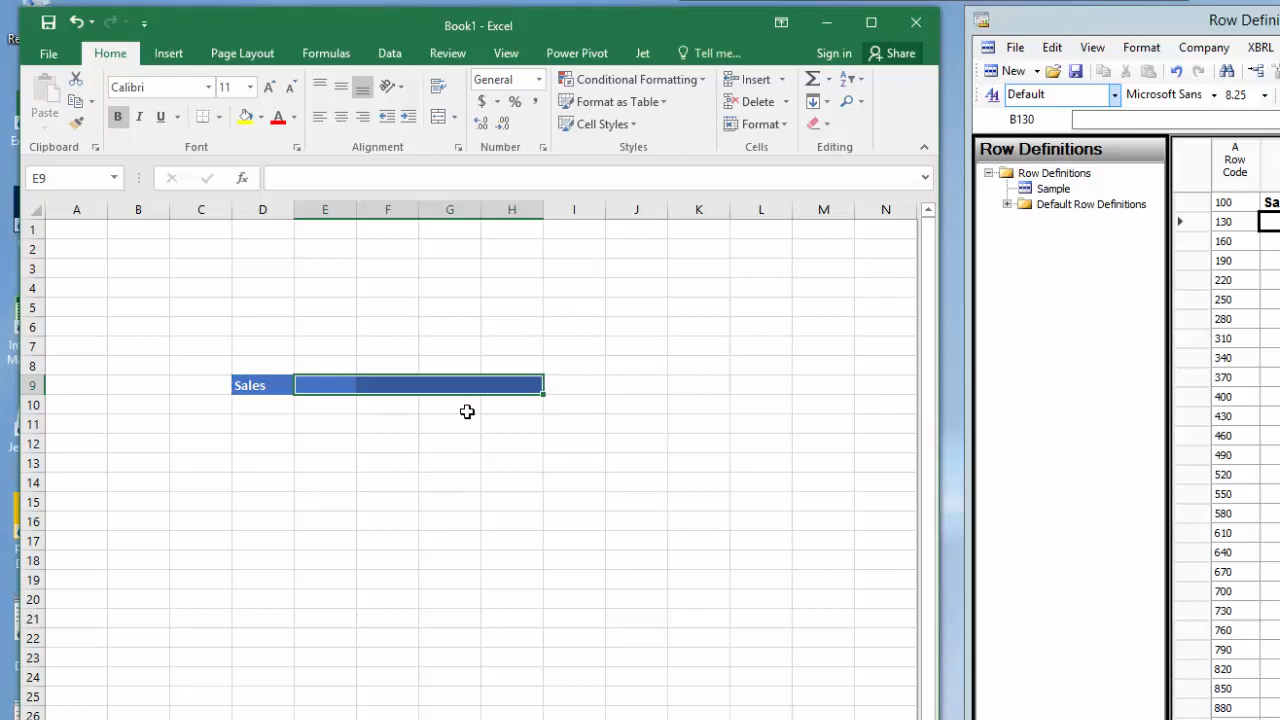 Book1 - Excel
File Home Insert Page Layout Formulas Data Review View Power Pivot Jet Tell me... Sign in Share
Paste
Calibri 11
B I U A
General
$ % ,
Conditional Formatting
Format as Table
Cell Styles
Insert
Delete
Format
Clipboard Font Alignment Number Styles Cells Editing
E9 fx
A B C D E F G H I J K L M N
1
2
3
4
5
6
7
8
9 Sales
10
11
12
13
14
15
16
17
18
19
20
21
22
23
24
25
26
Row Defini
File Edit View Format Company XBRL
New
Default Microsoft Sans 8.25
B130
Row Definitions
Row Definitions
Sample
Default Row Definitions
A
Row
Code
100 Sa
130
160
190
220
250
280
310
340
370
400
430
460
490
520
550
580
610
640
670
700
730
760
790
820
850
880